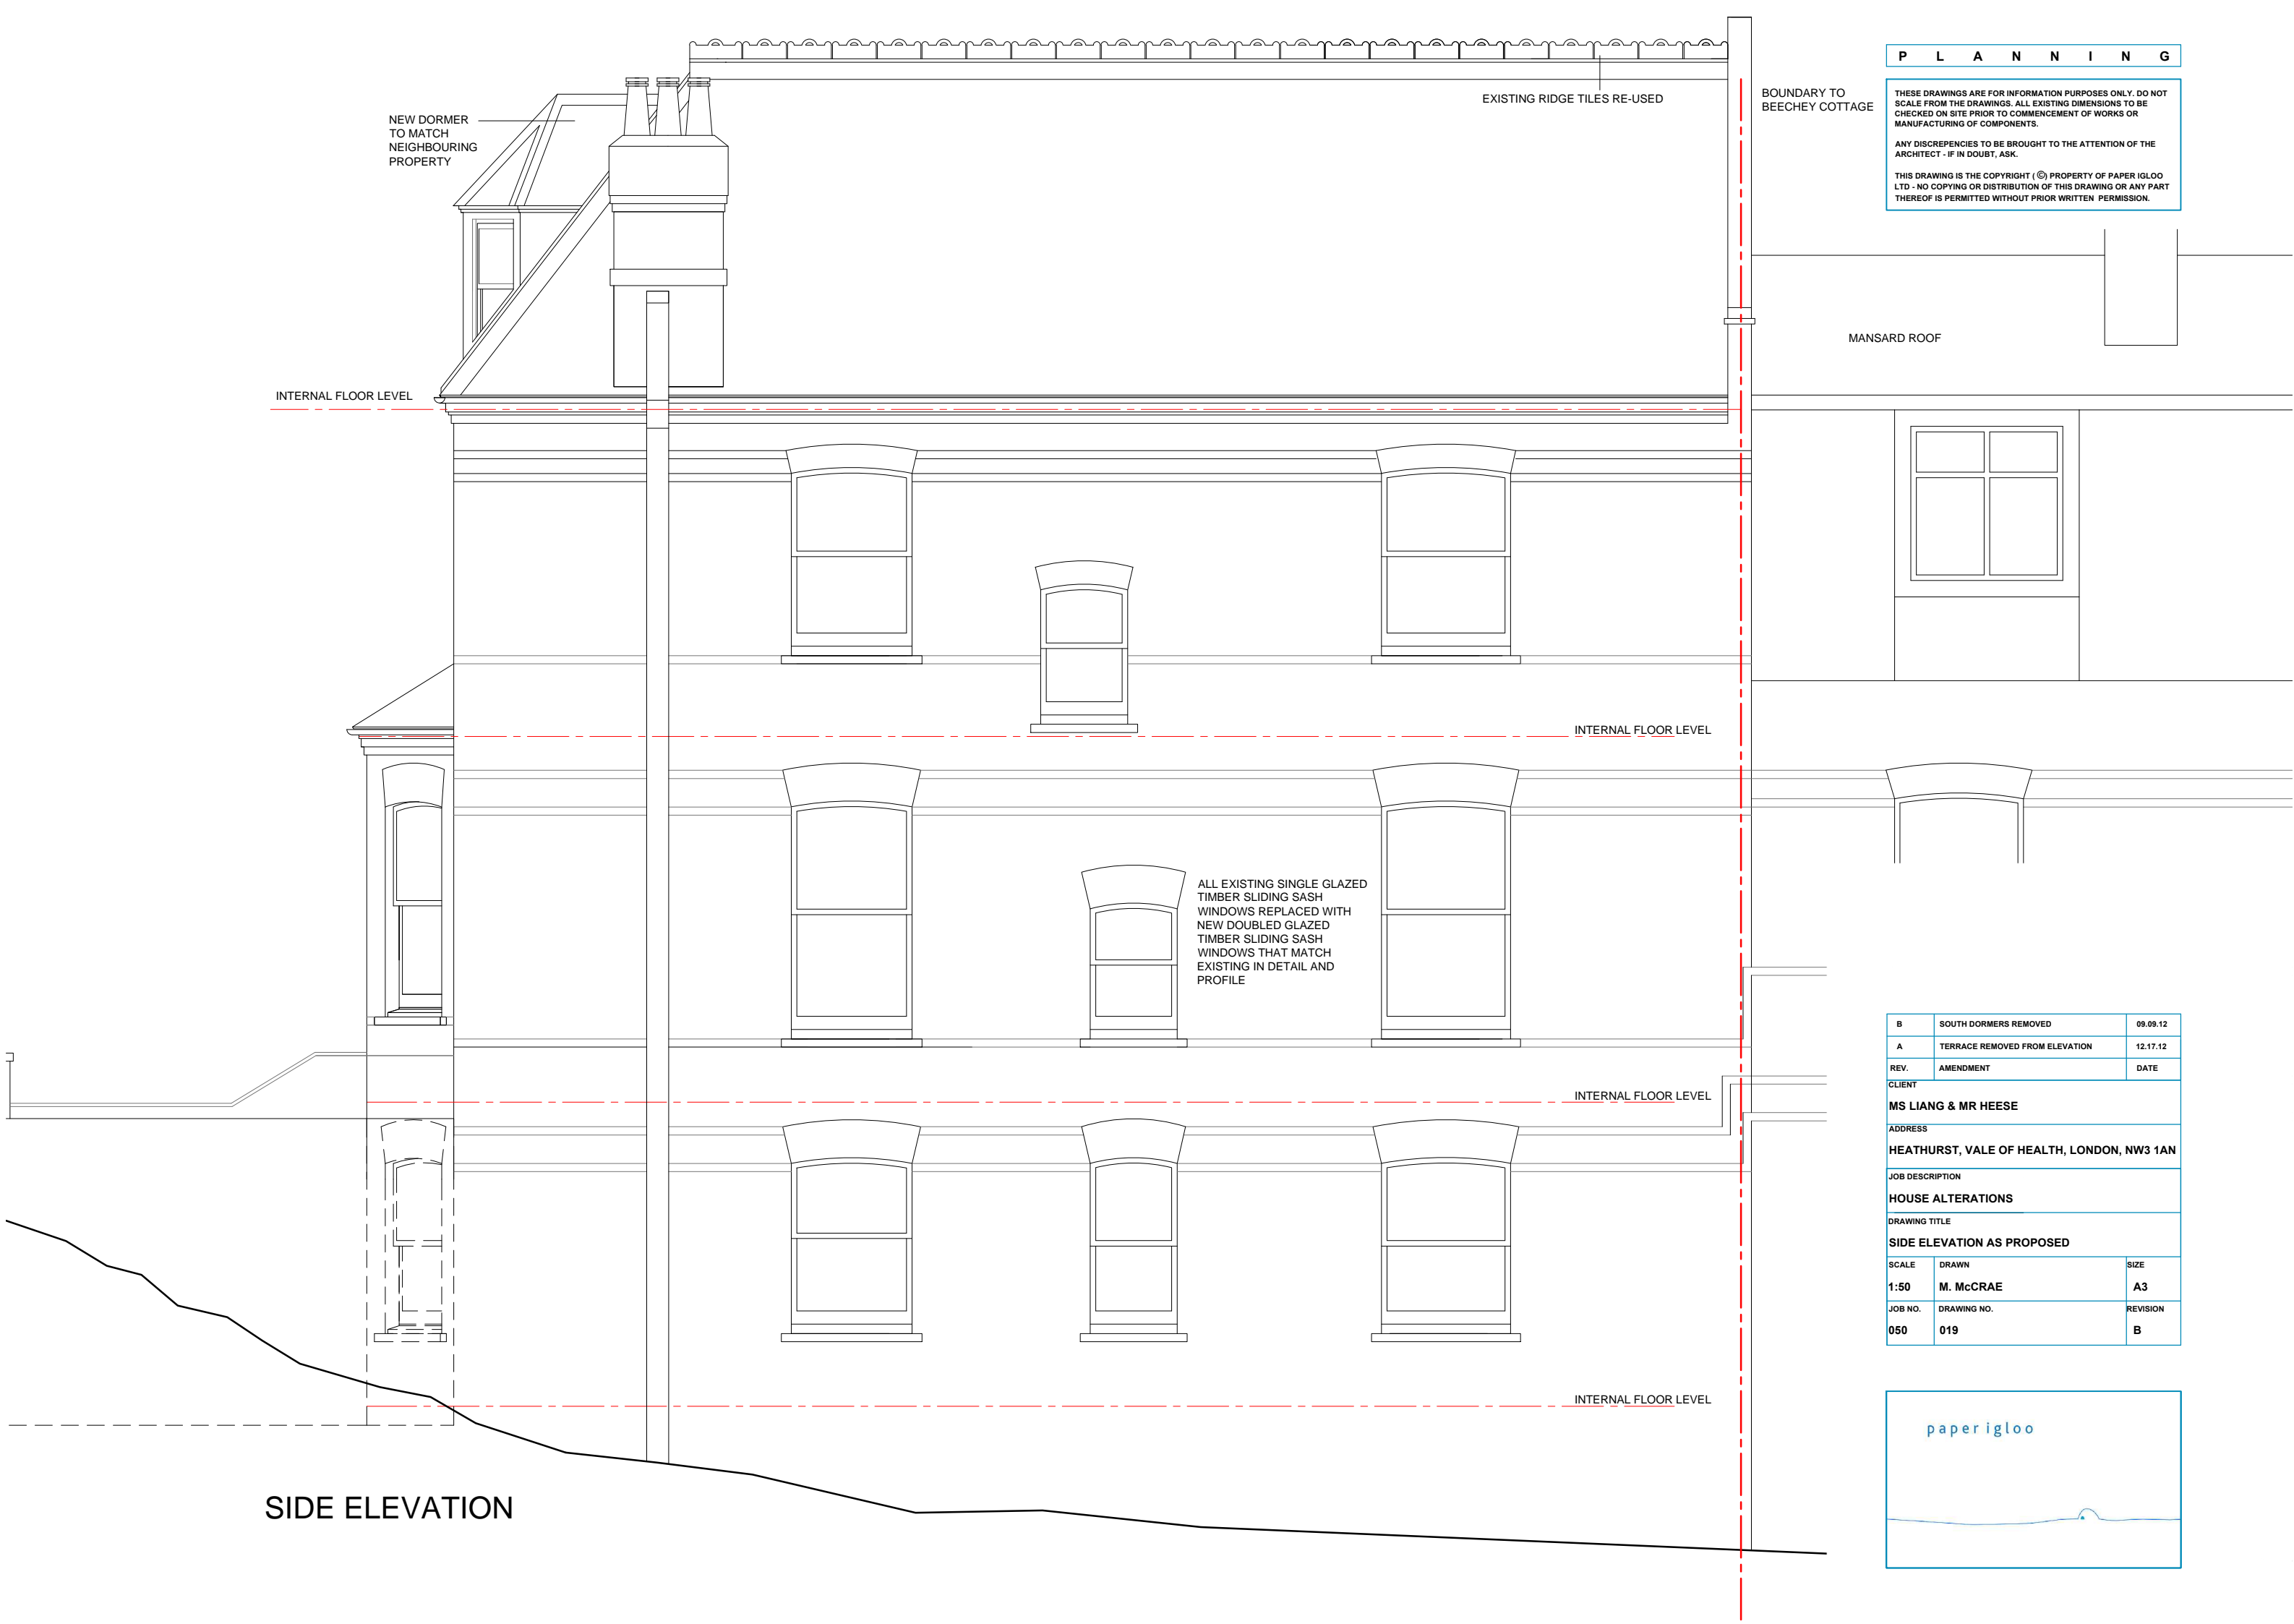 P L A N N I N G
THESE DRAWINGS ARE FOR INFORMATION PURPOSES ONLY. DO NOT
SCALE FROM THE DRAWINGS. ALL EXISTING DIMENSIONS TO BE
CHECKED ON SITE PRIOR TO COMMENCEMENT OF WORKS OR
MANUFACTURING OF COMPONENTS.
ANY DISCREPENCIES TO BE BROUGHT TO THE ATTENTION OF THE
ARCHITECT - IF IN DOUBT, ASK.
THIS DRAWING IS THE COPYRIGHT (©) PROPERTY OF PAPER IGLOO
LTD - NO COPYING OR DISTRIBUTION OF THIS DRAWING OR ANY PART
THEREOF IS PERMITTED WITHOUT PRIOR WRITTEN PERMISSION.
EXISTING RIDGE TILES RE-USED
BOUNDARY TO
BEECHEY COTTAGE
NEW DORMER
TO MATCH
NEIGHBOURING
PROPERTY
MANSARD ROOF
INTERNAL FLOOR LEVEL
INTERNAL FLOOR LEVEL
ALL EXISTING SINGLE GLAZED
TIMBER SLIDING SASH
WINDOWS REPLACED WITH
NEW DOUBLED GLAZED
TIMBER SLIDING SASH
WINDOWS THAT MATCH
EXISTING IN DETAIL AND
PROFILE
INTERNAL FLOOR LEVEL
INTERNAL FLOOR LEVEL
SIDE ELEVATION
B SOUTH DORMERS REMOVED 09.09.12
A TERRACE REMOVED FROM ELEVATION 12.17.12
REV. AMENDMENT DATE
CLIENT
MS LIANG & MR HEESE
ADDRESS
HEATHURST, VALE OF HEALTH, LONDON, NW3 1AN
JOB DESCRIPTION
HOUSE ALTERATIONS
DRAWING TITLE
SIDE ELEVATION AS PROPOSED
SCALE DRAWN SIZE
1:50 M. McCRAE A3
JOB NO. DRAWING NO. REVISION
050 019 B
paper igloo